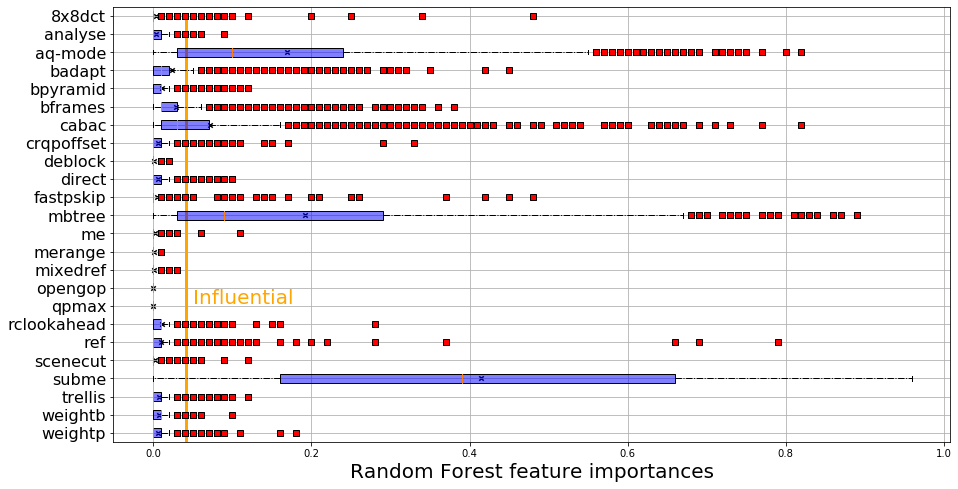 8x8dct
analyse
aq-mode
badapt
bpyramid
bframes
cabac
crqpoffset
deblock
direct
fastpskip
mbtree
me
merange
mixedref
opengop
qpmax
rclookahead
ref
scenecut
subme
trellis
weightb
weightp
Influential
0.0 0.2 0.4 0.6 0.8 1.0
Random Forest feature importances